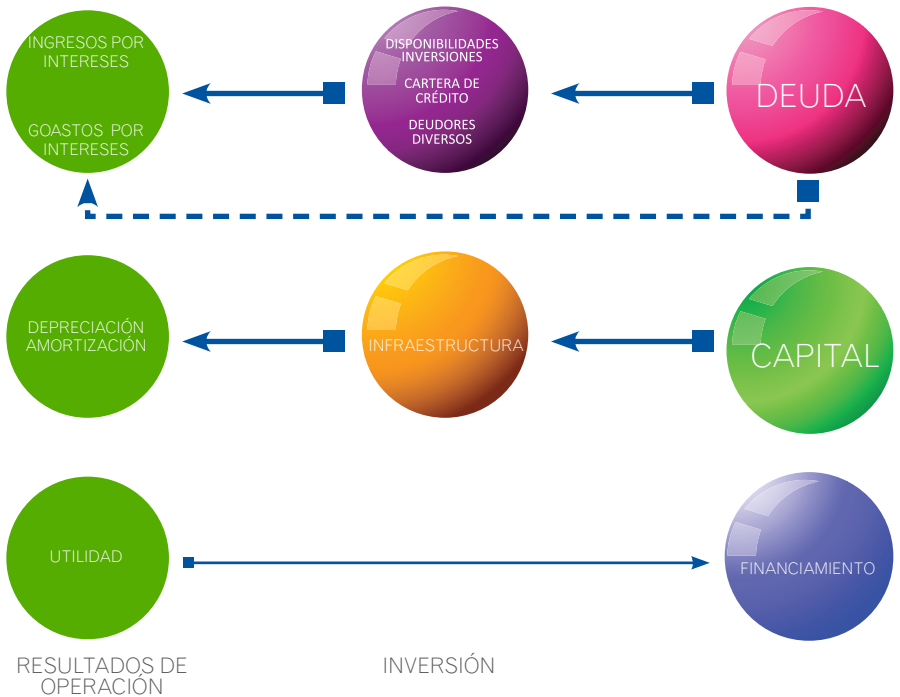 INGRESOS POR
INTERESES
GOASTOS POR
INTERESES
DISPONIBILIDADES
INVERSIONES
CARTERA DE
CRÉDITO
DEUDORES
DIVERSOS
DEUDA
DEPRECIACIÓN
AMORTIZACIÓN
INFRAESTRUCTURA
CAPITAL
UTILIDAD
FINANCIAMIENTO
RESULTADOS DE
OPERACIÓN
INVERSIÓN